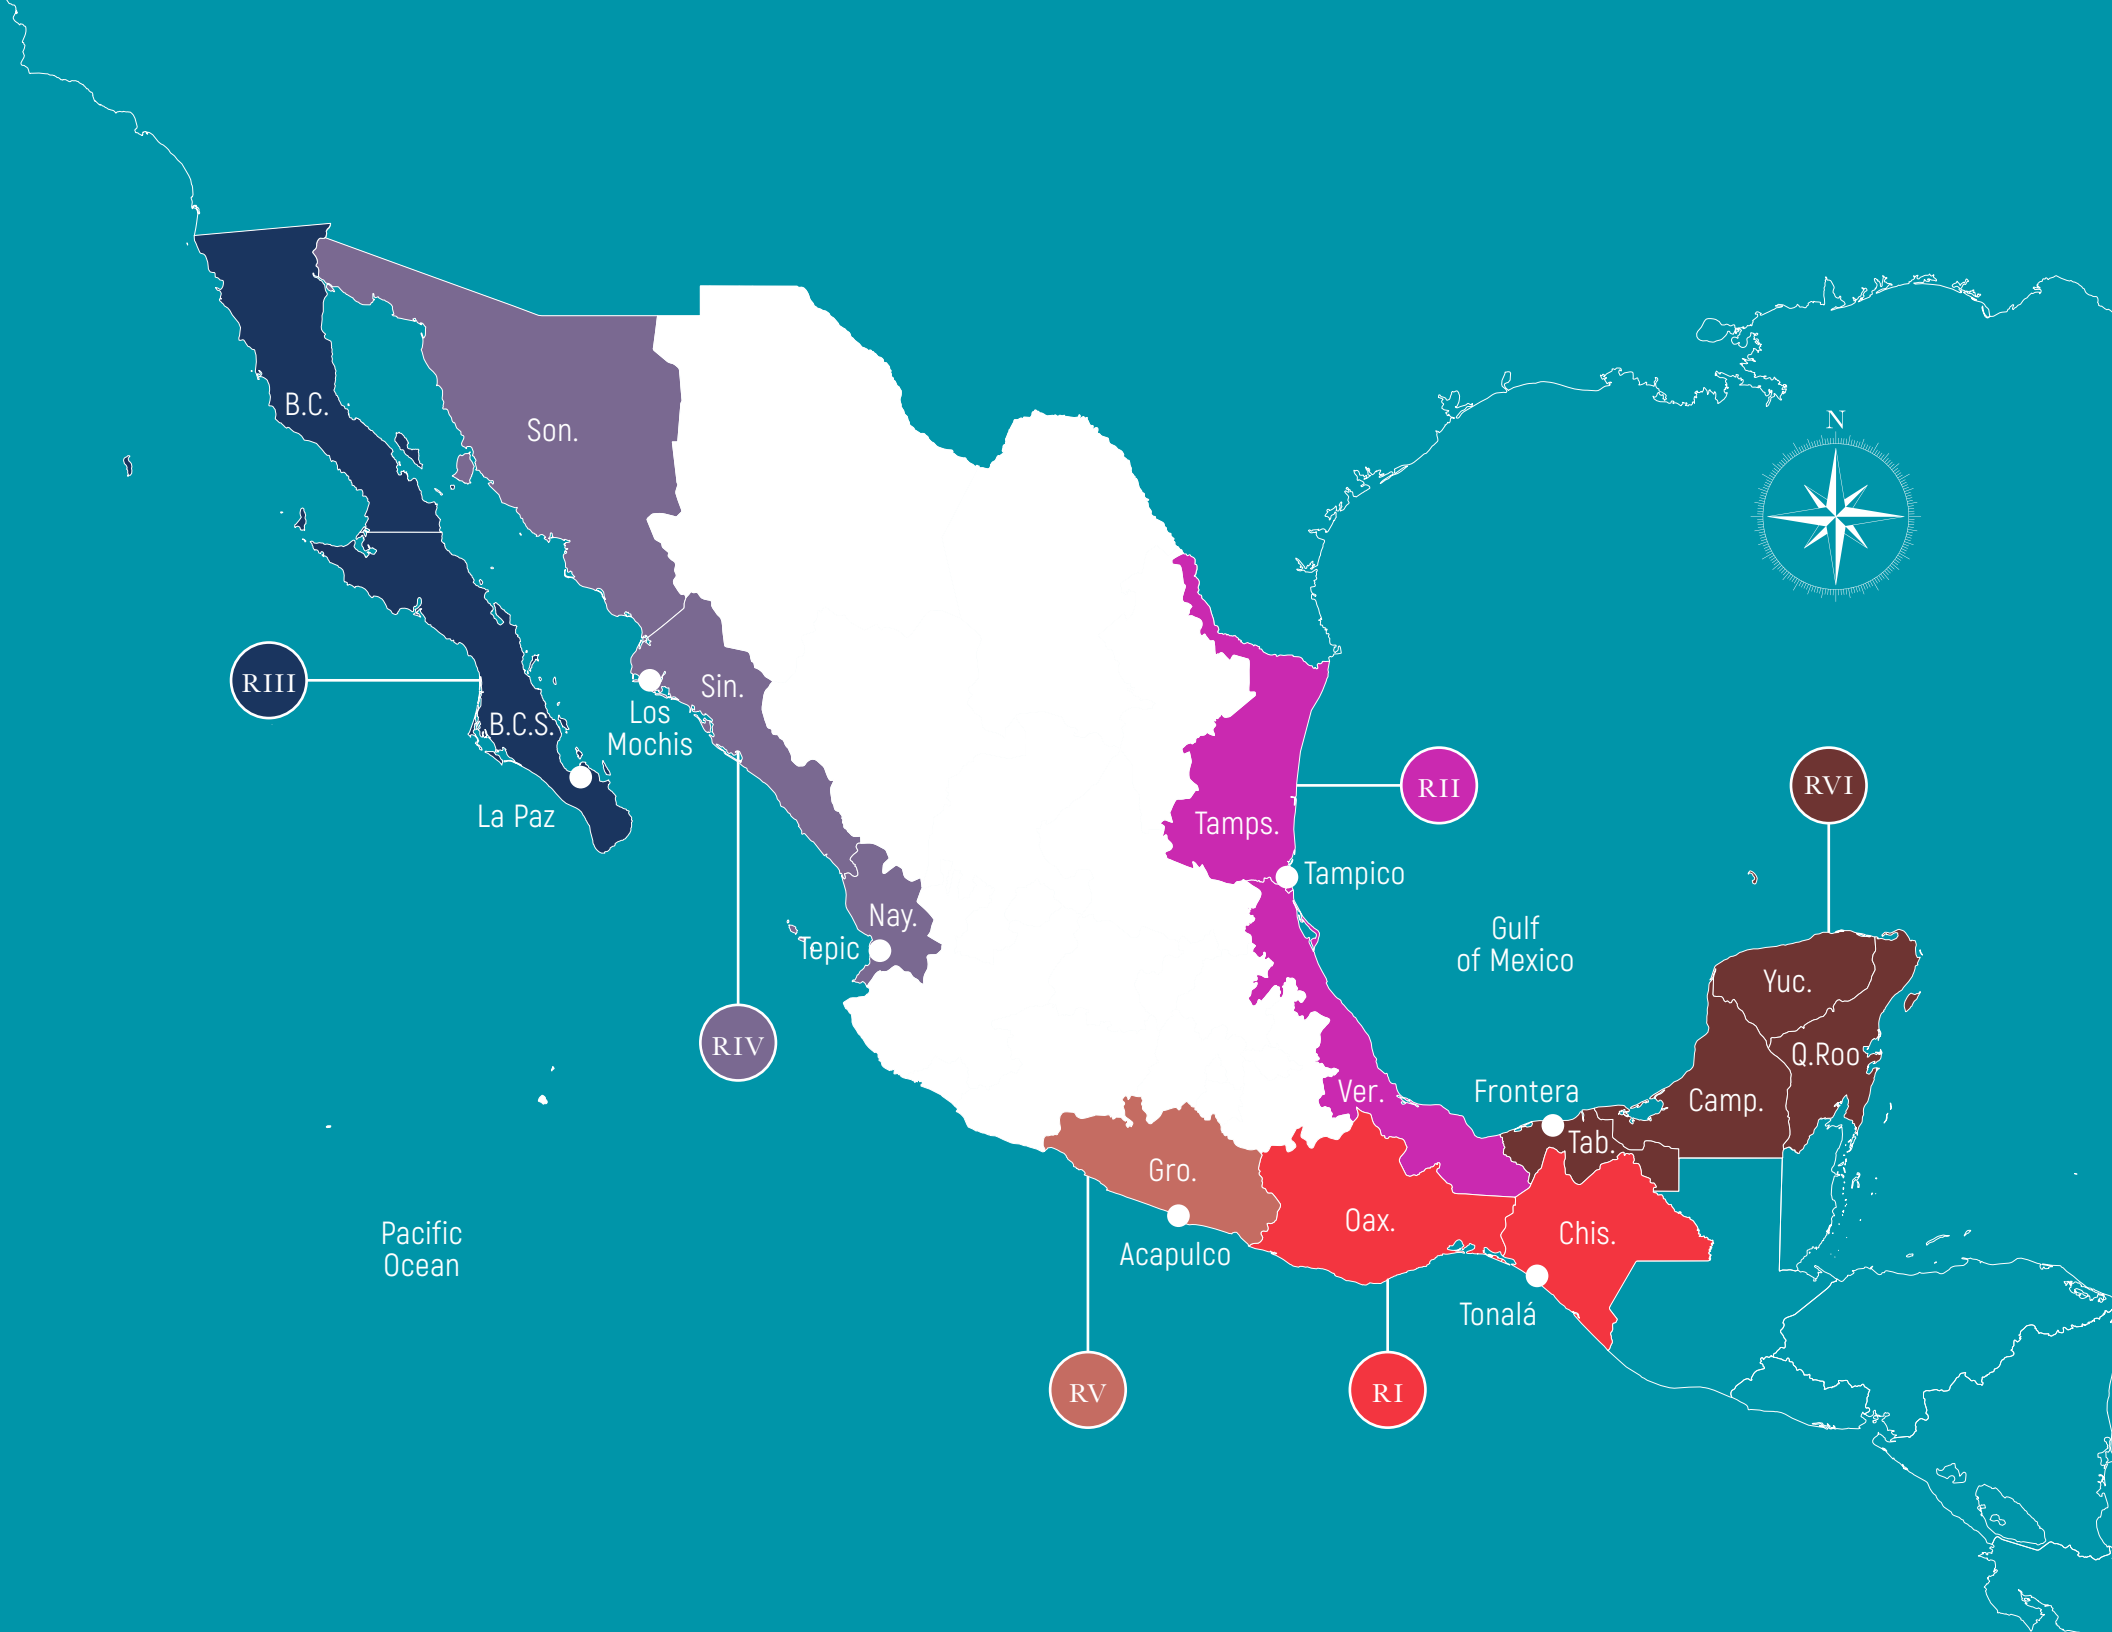 N
B.C.
Son.
RIII
Sin.
Los
Mochis
B.C.S.
La Paz
RII
RVI
Tamps.
Tampico
Nay.
Tepic
Gulf
of Mexico
Yuc.
RIV
Q.Roo
Ver.
Frontera
Camp.
Tab.
Gro.
Oax.
Chis.
Pacific
Ocean
Acapulco
Tonalá
RV
RI